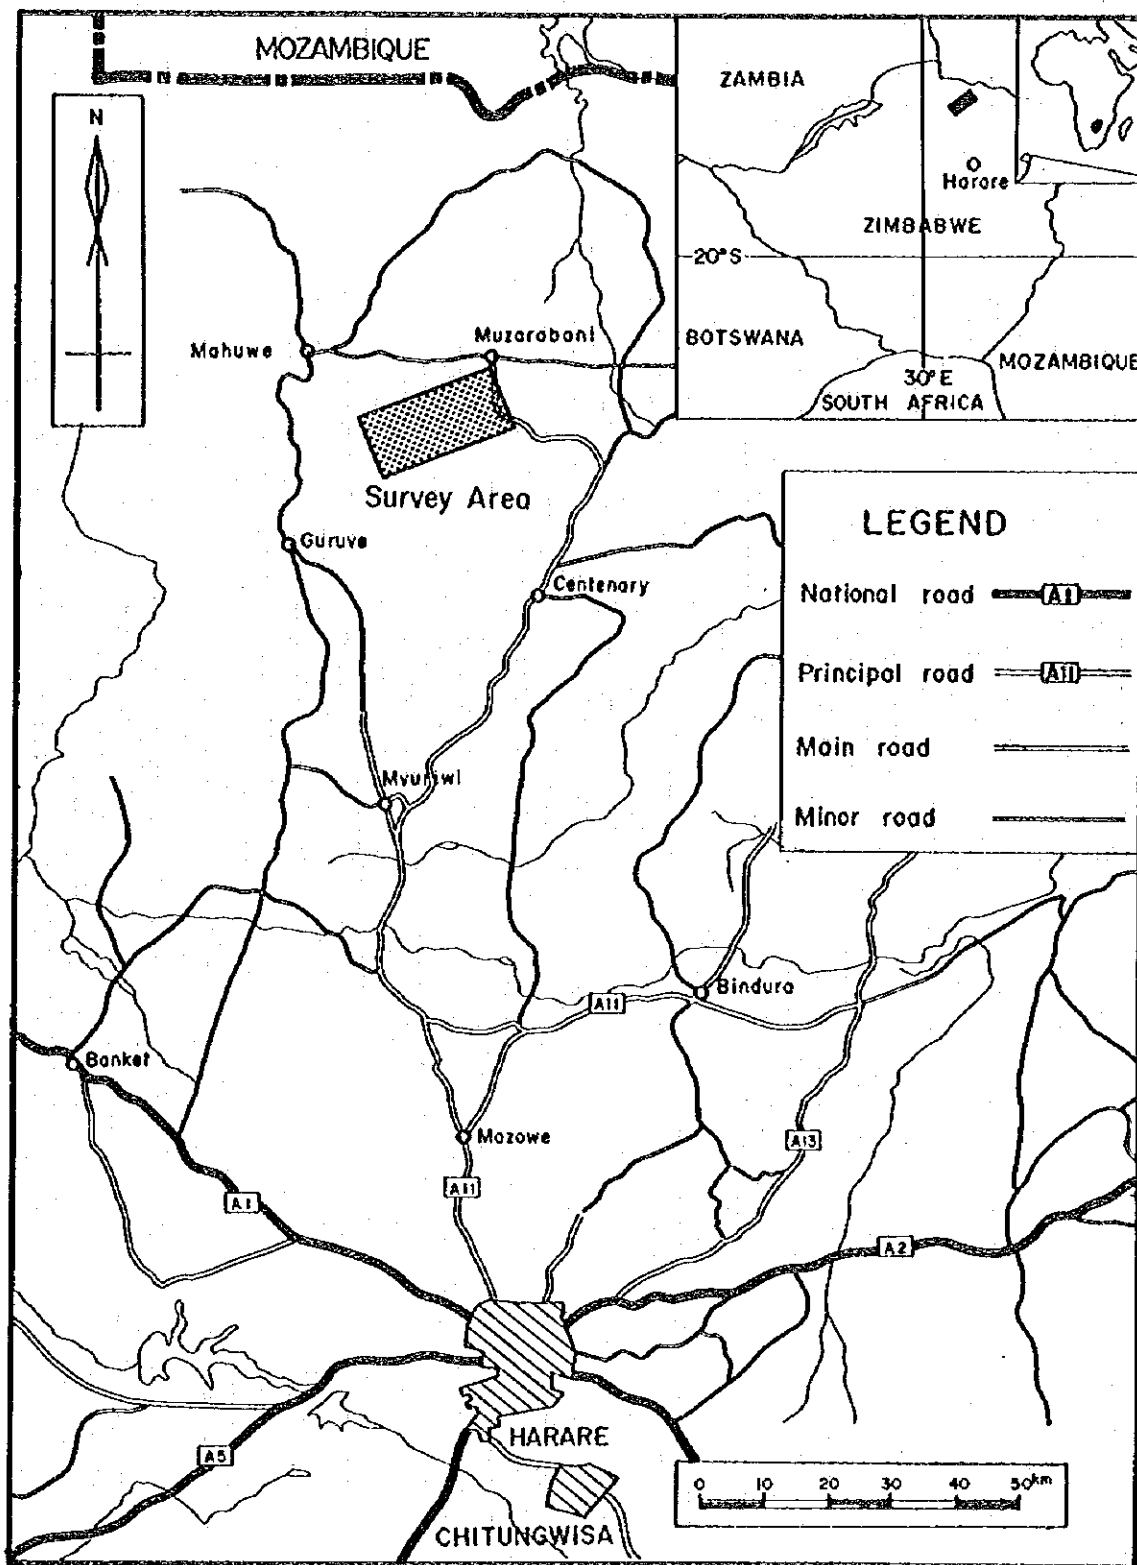 MOZAMBIQUE
N
ZAMBIA
Harare
ZIMBABWE
20°S
BOTSWANA
MOZAMBIQUE
30°E
SOUTH AFRICA
Mahuwe
Muzarabani
Survey Area
Guruve
Centenary
LEGEND
National road A1
Principal road A11
Main road
Minor road
Mvurwi
Bindura
A11
Banket
Mazowe
A13
A11
A1
A2
HARARE
A5
0 10 20 30 40 50km
CHITUNGWISA